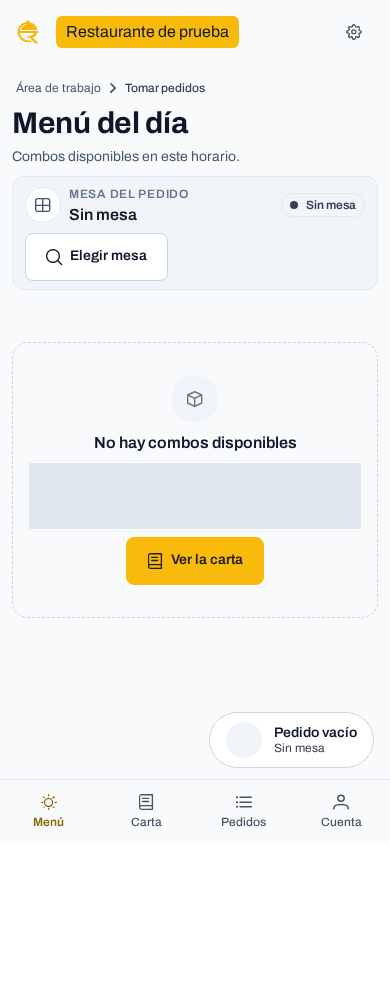 Restaurante de prueba
Área de trabajo
Tomar pedidos
Menú del día
Combos disponibles en este horario.
MESA DEL PEDIDO
Sin mesa
Sin mesa
Elegir mesa
No hay combos disponibles
Ver la carta
Pedido vacío
Sin mesa
Menú
Carta
Pedidos
Cuenta